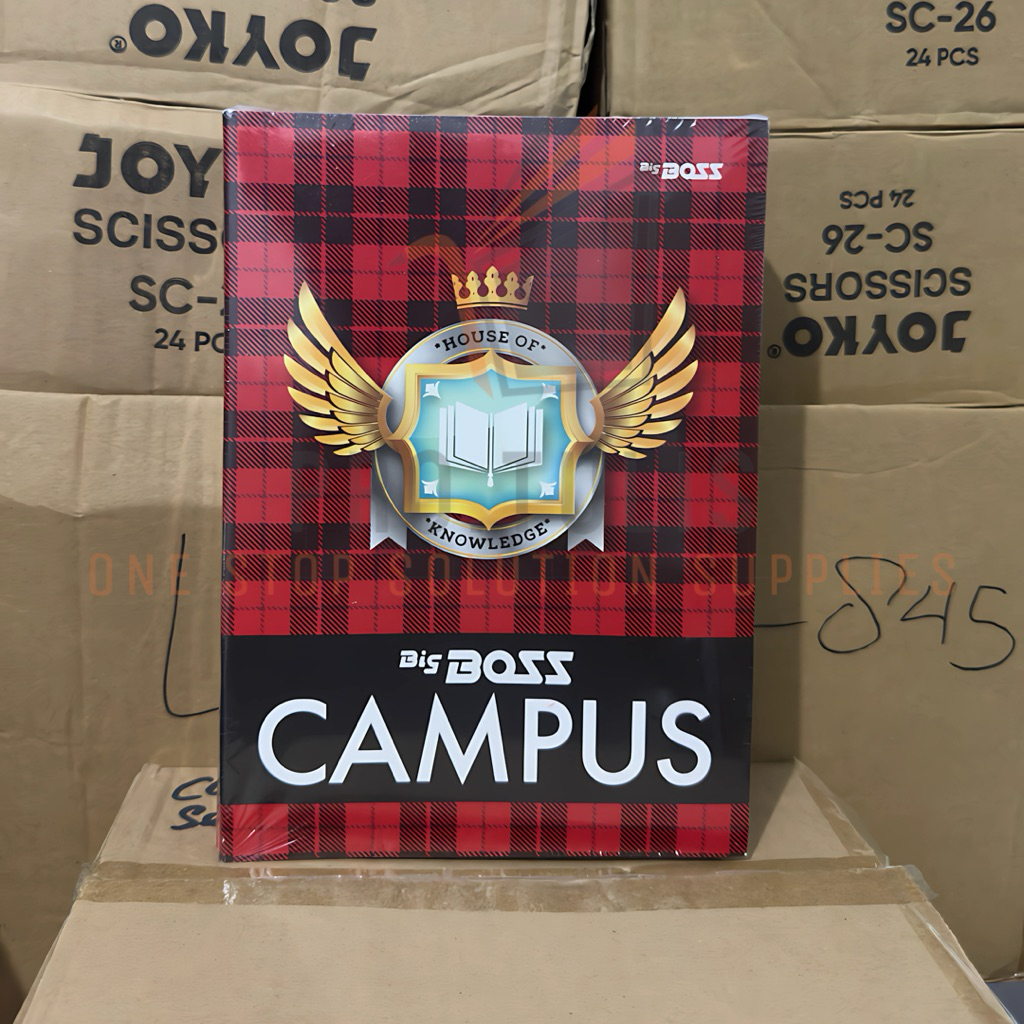 JOYKO®
SC-26
24 PCS
JOY
SCISS
SC-
24 PC
24 PCS
SC-26
SCISSORS
JOYKO®
Big BOSS
"HOUSE OF"
"KNOWLEDGE"
ONE STOP SOLUTION SUPPLIES
-845
Big BOSS
CAMPUS